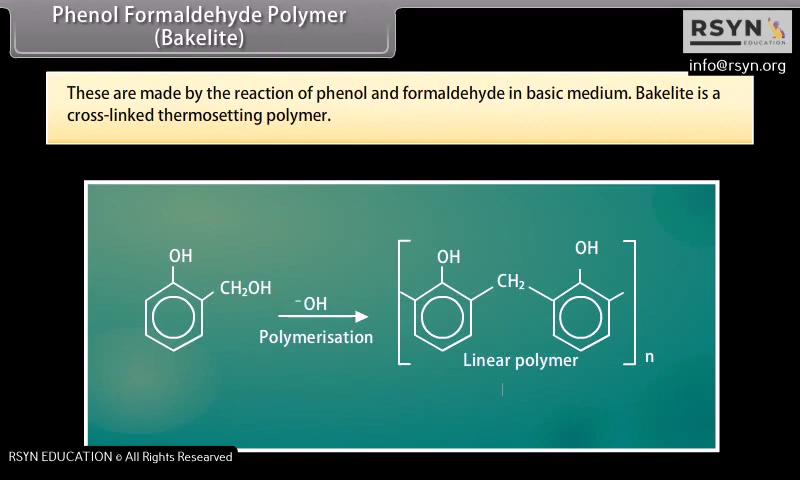 Phenol Formaldehyde Polymer
(Bakelite)
RSYN
EDUCATION
info@rsyn.org
These are made by the reaction of phenol and formaldehyde in basic medium. Bakelite is a
cross-linked thermosetting polymer.
OH
CH₂OH
⁻OH
Polymerisation
OH
CH₂
OH
Linear polymer
n
RSYN EDUCATION © All Rights Researved